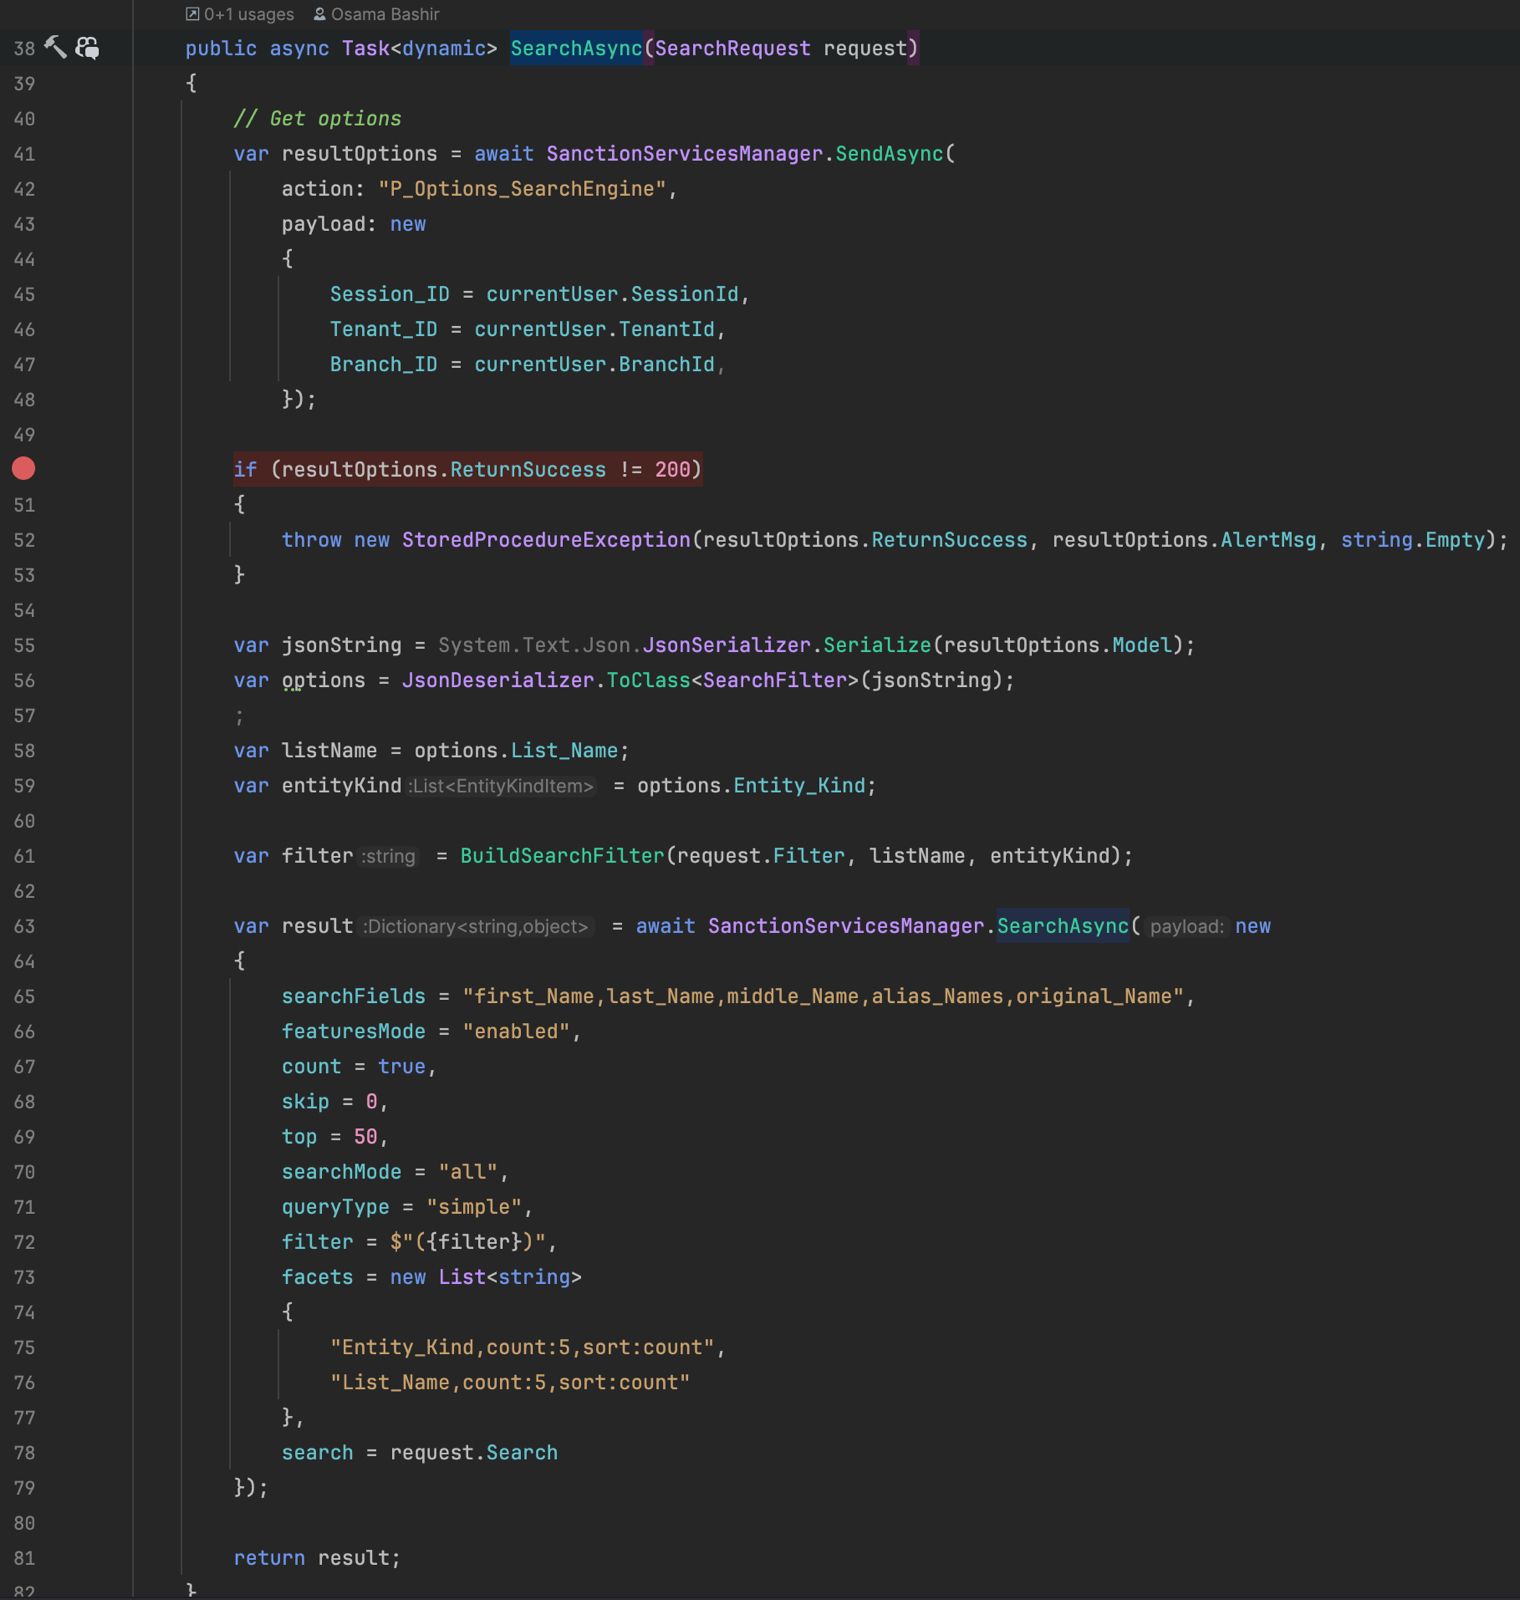 0+1 usages Osama Bashir
38 public async Task<dynamic> SearchAsync(SearchRequest request)
39 {
40 // Get options
41 var resultOptions = await SanctionServicesManager.SendAsync(
42 action: "P_Options_SearchEngine",
43 payload: new
44 {
45 Session_ID = currentUser.SessionId,
46 Tenant_ID = currentUser.TenantId,
47 Branch_ID = currentUser.BranchId,
48 });
49
if (resultOptions.ReturnSuccess != 200)
51 {
52 throw new StoredProcedureException(resultOptions.ReturnSuccess, resultOptions.AlertMsg, string.Empty);
53 }
54
55 var jsonString = System.Text.Json.JsonSerializer.Serialize(resultOptions.Model);
56 var options = JsonDeserializer.ToClass<SearchFilter>(jsonString);
57 ;
58 var listName = options.List_Name;
59 var entityKind :List<EntityKindItem> = options.Entity_Kind;
60
61 var filter :string = BuildSearchFilter(request.Filter, listName, entityKind);
62
63 var result :Dictionary<string,object> = await SanctionServicesManager.SearchAsync( payload: new
64 {
65 searchFields = "first_Name,last_Name,middle_Name,alias_Names,original_Name",
66 featuresMode = "enabled",
67 count = true,
68 skip = 0,
69 top = 50,
70 searchMode = "all",
71 queryType = "simple",
72 filter = $"({filter})",
73 facets = new List<string>
74 {
75 "Entity_Kind,count:5,sort:count",
76 "List_Name,count:5,sort:count"
77 },
78 search = request.Search
79 });
80
81 return result;
82 }